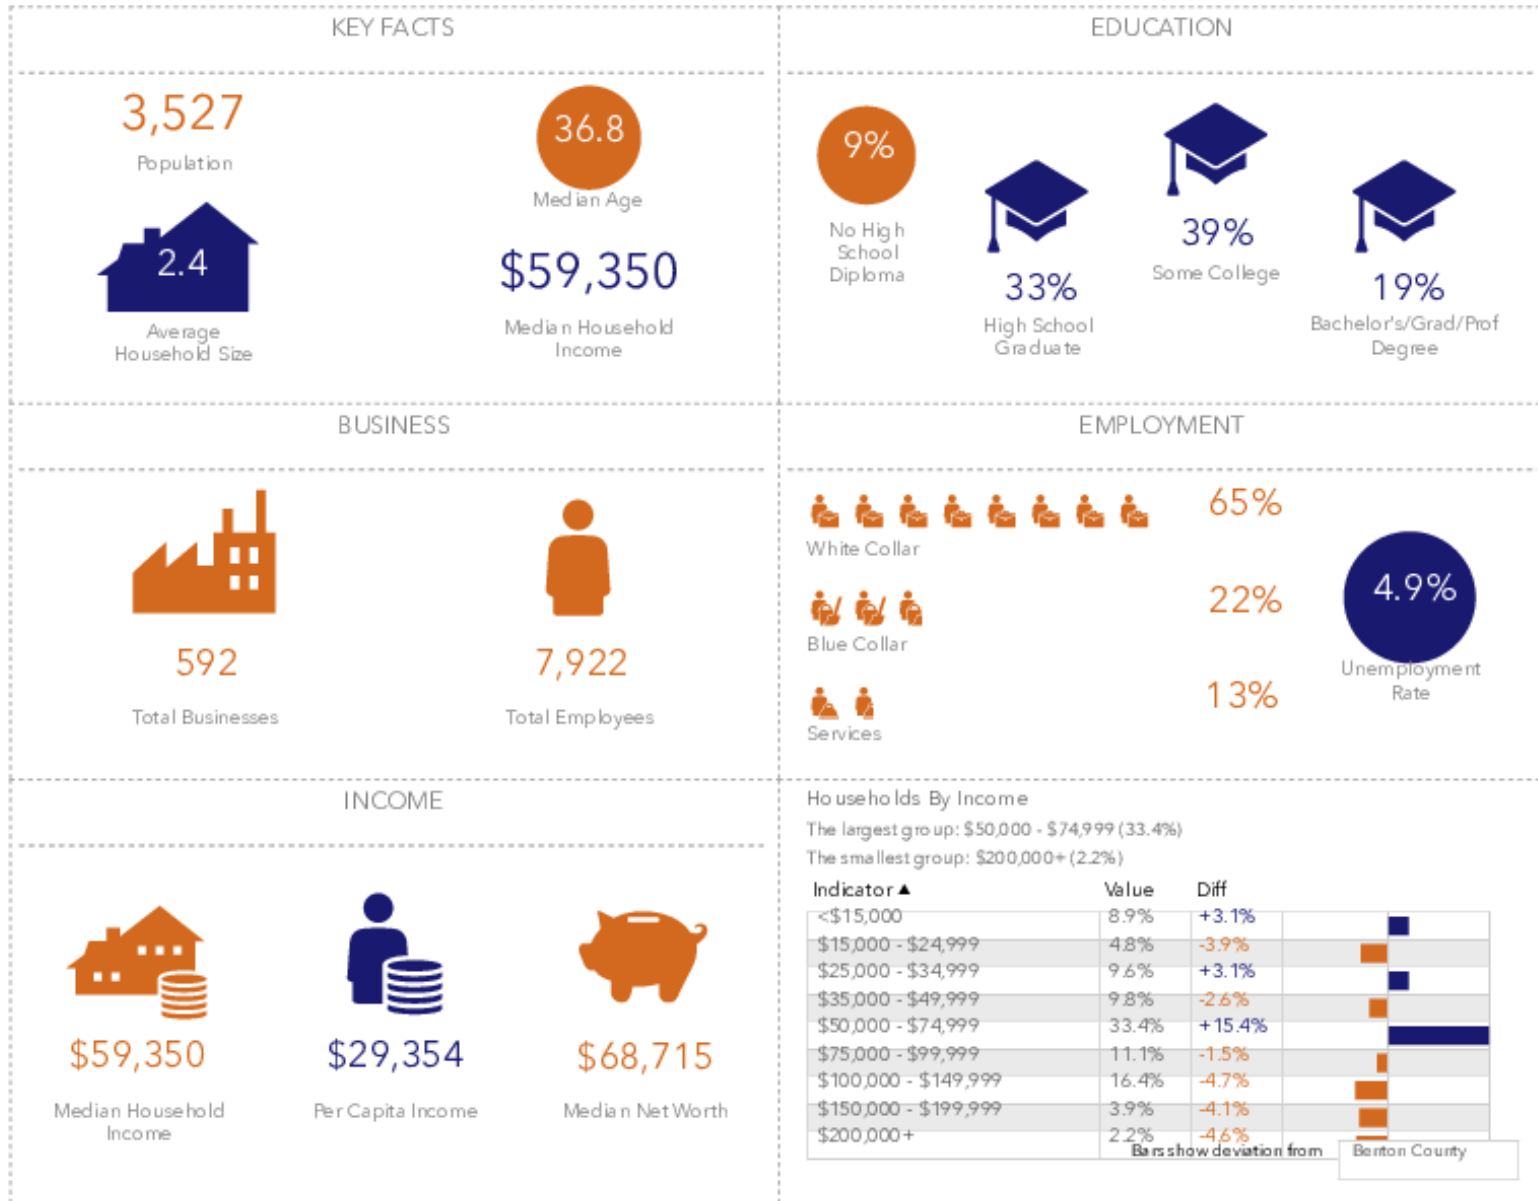 KEY FACTS
3,527
Population
36.8
Median Age
2.4
Average
Household Size
$59,350
Median Household
Income
EDUCATION
9%
No High
School
Diploma
33%
High School
Graduate
39%
Some College
19%
Bachelor's/Grad/Prof
Degree
BUSINESS
592
Total Businesses
7,922
Total Employees
EMPLOYMENT
65%
White Collar
22%
Blue Collar
13%
Services
4.9%
Unemployment
Rate
INCOME
$59,350
Median Household
Income
$29,354
Per Capita Income
$68,715
Median Net Worth
Households By Income
The largest group: $50,000 - $74,999 (33.4%)
The smallest group: $200,000+ (2.2%)
Indicator ▲ Value Diff
<$15,000 8.9% +3.1%
$15,000 - $24,999 4.8% -3.9%
$25,000 - $34,999 9.6% +3.1%
$35,000 - $49,999 9.8% -2.6%
$50,000 - $74,999 33.4% +15.4%
$75,000 - $99,999 11.1% -1.5%
$100,000 - $149,999 16.4% -4.7%
$150,000 - $199,999 3.9% -4.1%
$200,000+ 2.2% -4.6%
Bars show deviation from Benton County